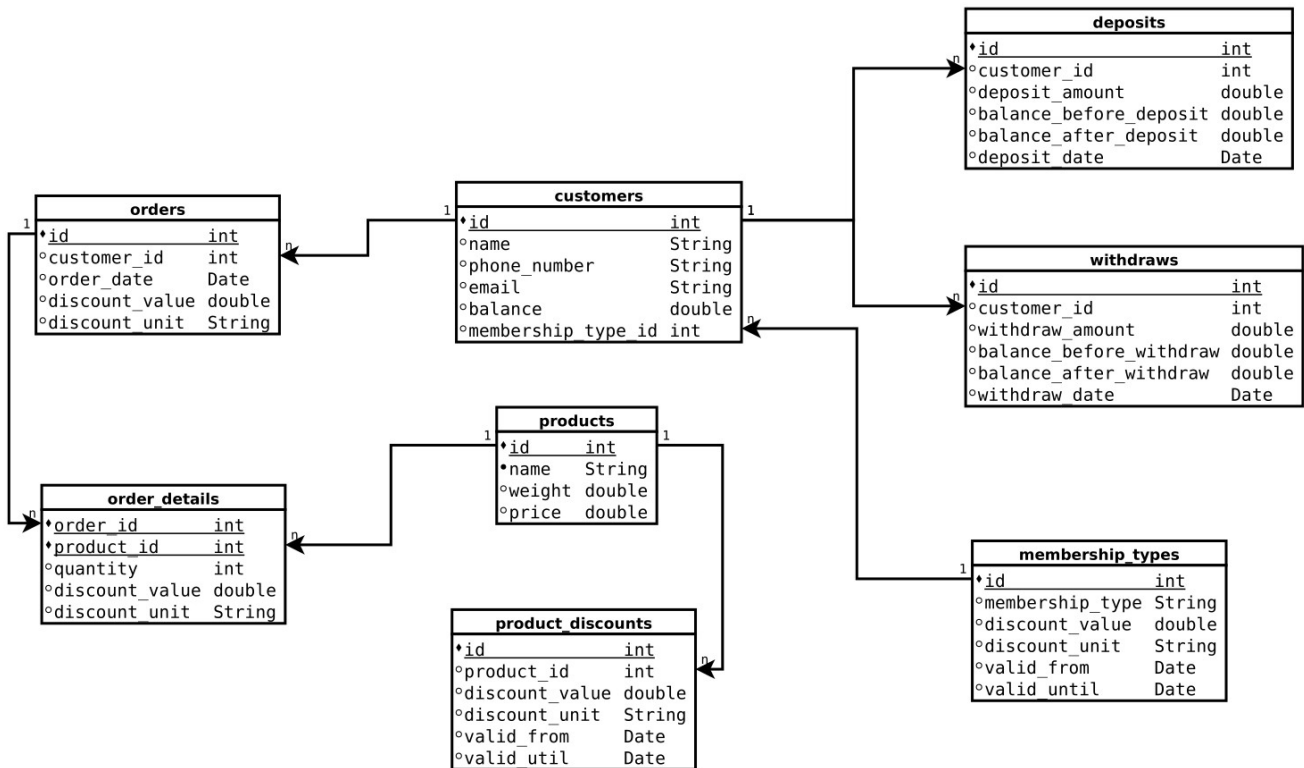 deposits
id int
customer_id int
deposit_amount double
balance_before_deposit double
balance_after_deposit double
deposit_date Date
n
customers
id int
name String
phone_number String
email String
balance double
membership_type_id int
1
1
n
orders
id int
customer_id int
order_date Date
discount_value double
discount_unit String
1
n
withdraws
id int
customer_id int
withdraw_amount double
balance_before_withdraw double
balance_after_withdraw double
withdraw_date Date
n
products
id int
name String
weight double
price double
1
1
order_details
order_id int
product_id int
quantity int
discount_value double
discount_unit String
n
n
membership_types
id int
membership_type String
discount_value double
discount_unit String
valid_from Date
valid_until Date
1
product_discounts
id int
product_id int
discount_value double
discount_unit String
valid_from Date
valid_util Date
n